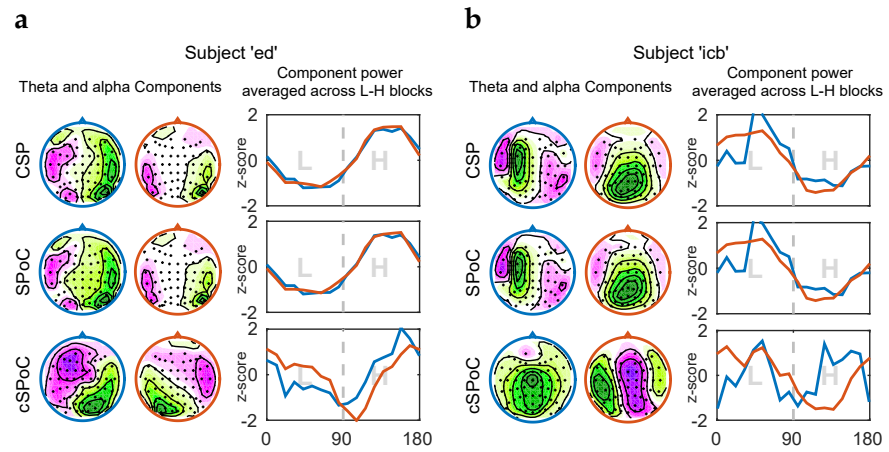 a
Subject 'ed'
Theta and alpha Components
Component power
averaged across L-H blocks
CSP
z-score
2
0
-2
L
H
SPoC
z-score
2
0
-2
L
H
cSPoC
z-score
2
0
-2
L
H
0
90
180
b
Subject 'icb'
Theta and alpha Components
Component power
averaged across L-H blocks
CSP
z-score
2
0
-2
L
H
SPoC
z-score
2
0
-2
L
H
cSPoC
z-score
2
0
-2
L
H
0
90
180